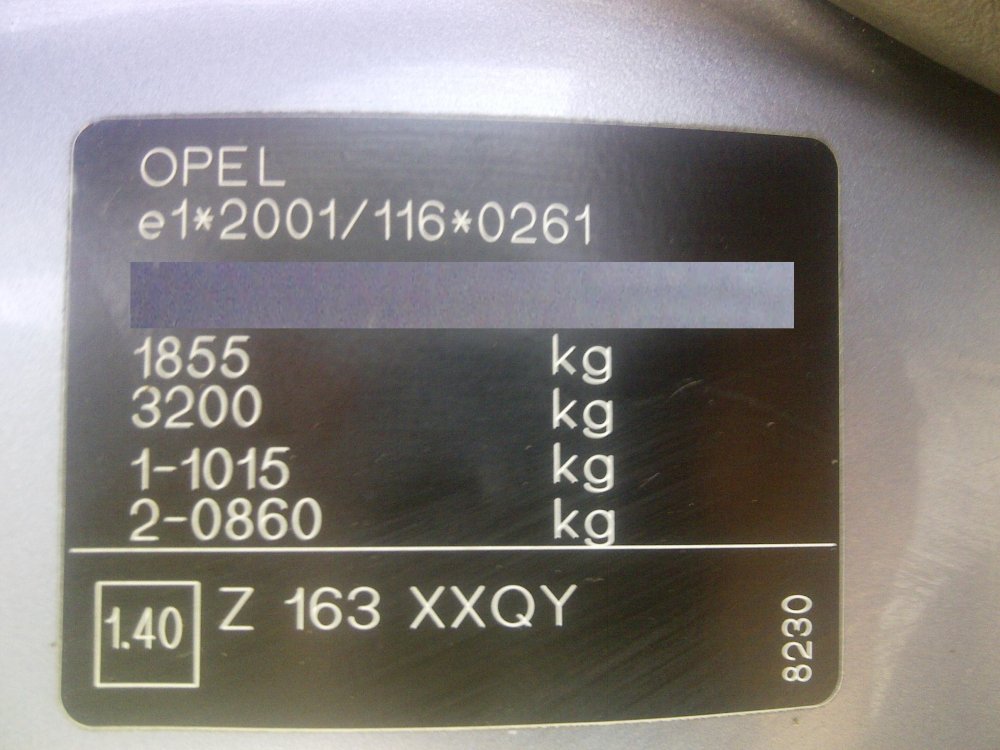 OPEL
e1*2001/116*0261
1855 kg
3200 kg
1-1015 kg
2-0860 kg
1.40 Z 163 XXQY
8230